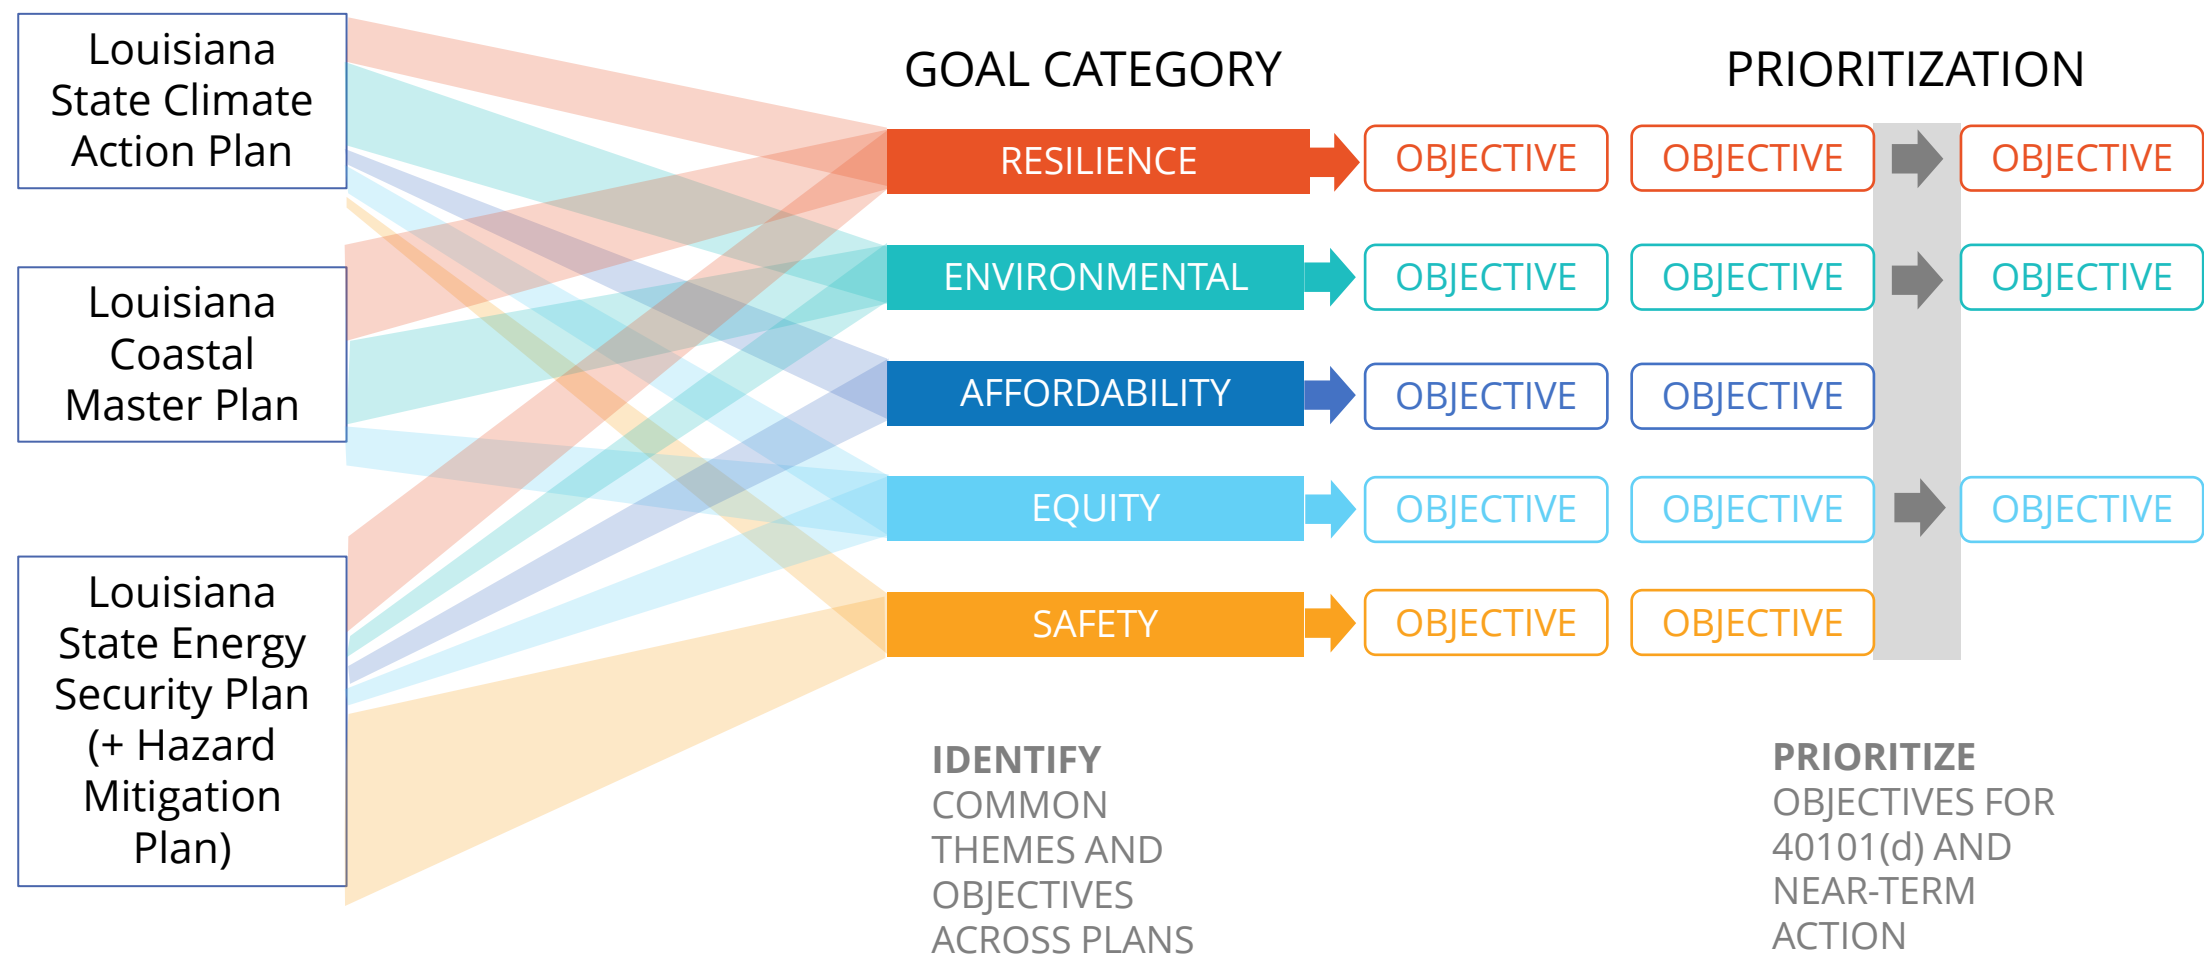 Louisiana
State Climate
Action Plan
Louisiana
Coastal
Master Plan
Louisiana
State Energy
Security Plan
(+ Hazard
Mitigation
Plan)
GOAL CATEGORY
PRIORITIZATION
RESILIENCE
OBJECTIVE
OBJECTIVE
OBJECTIVE
ENVIRONMENTAL
OBJECTIVE
OBJECTIVE
OBJECTIVE
AFFORDABILITY
OBJECTIVE
OBJECTIVE
EQUITY
OBJECTIVE
OBJECTIVE
OBJECTIVE
SAFETY
OBJECTIVE
OBJECTIVE
IDENTIFY
COMMON
THEMES AND
OBJECTIVES
ACROSS PLANS
PRIORITIZE
OBJECTIVES FOR
40101(d) AND
NEAR-TERM
ACTION